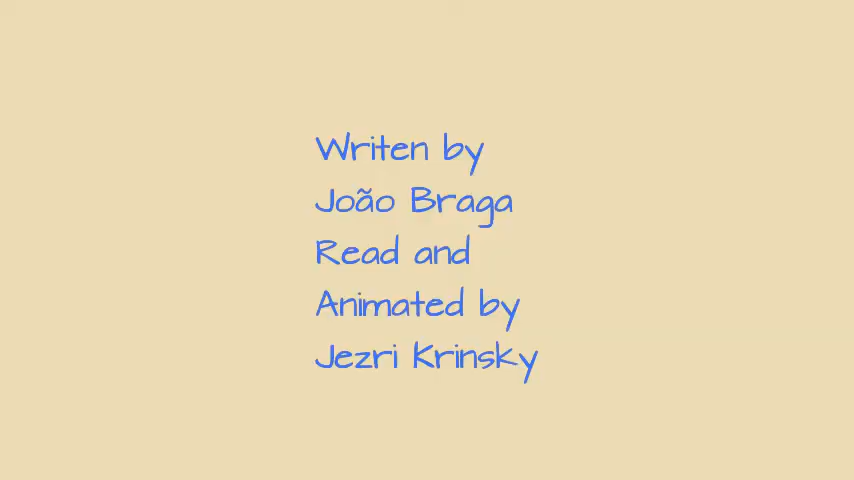 Writen by
João Braga
Read and
Animated by
Jezri Krinsky